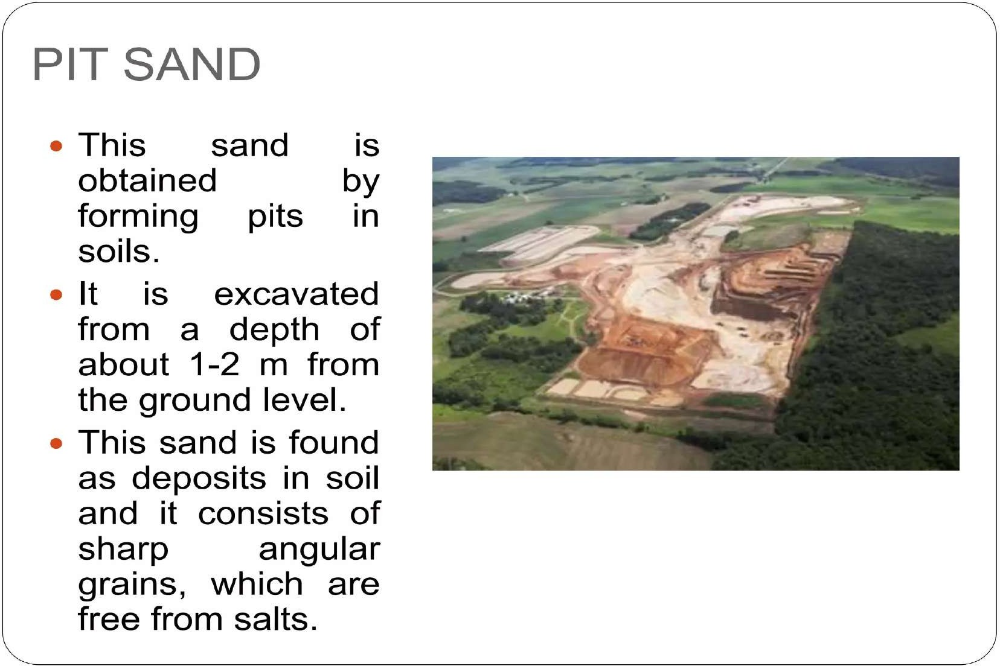 PIT SAND
• This sand is
obtained by
forming pits in
soils.
• It is excavated
from a depth of
about 1-2 m from
the ground level.
• This sand is found
as deposits in soil
and it consists of
sharp angular
grains, which are
free from salts.